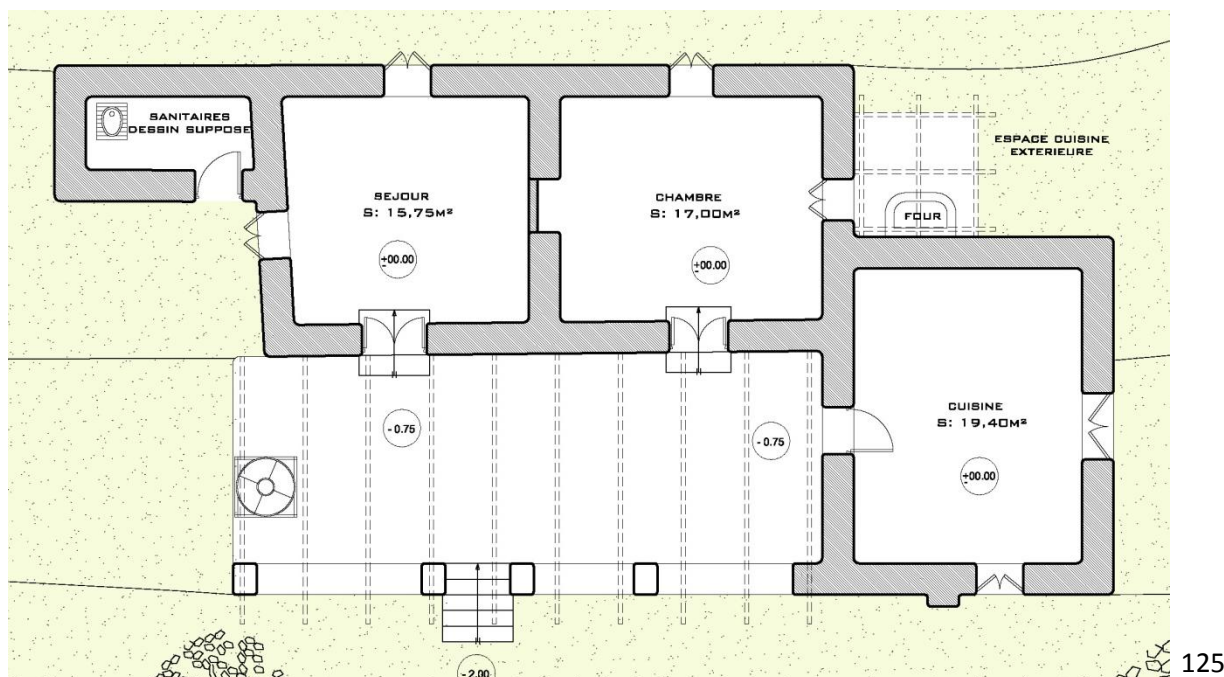 SANITAIRES
DESSIN SUPPOSE
ESPACE CUISINE
EXTERIEURE
SEJOUR
S: 15,75M²
CHAMBRE
S: 17,00M²
FOUR
±00.00
±00.00
CUISINE
S: 19,40M²
- 0.75
- 0.75
±00.00
- 2.00
125